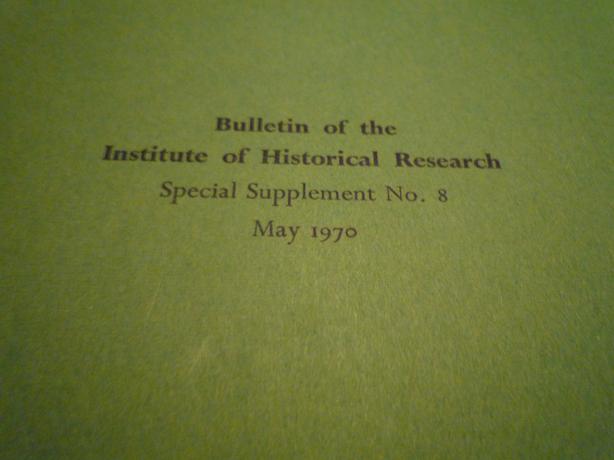 Bulletin of the
Institute of Historical Research
Special Supplement No. 8
May 1970